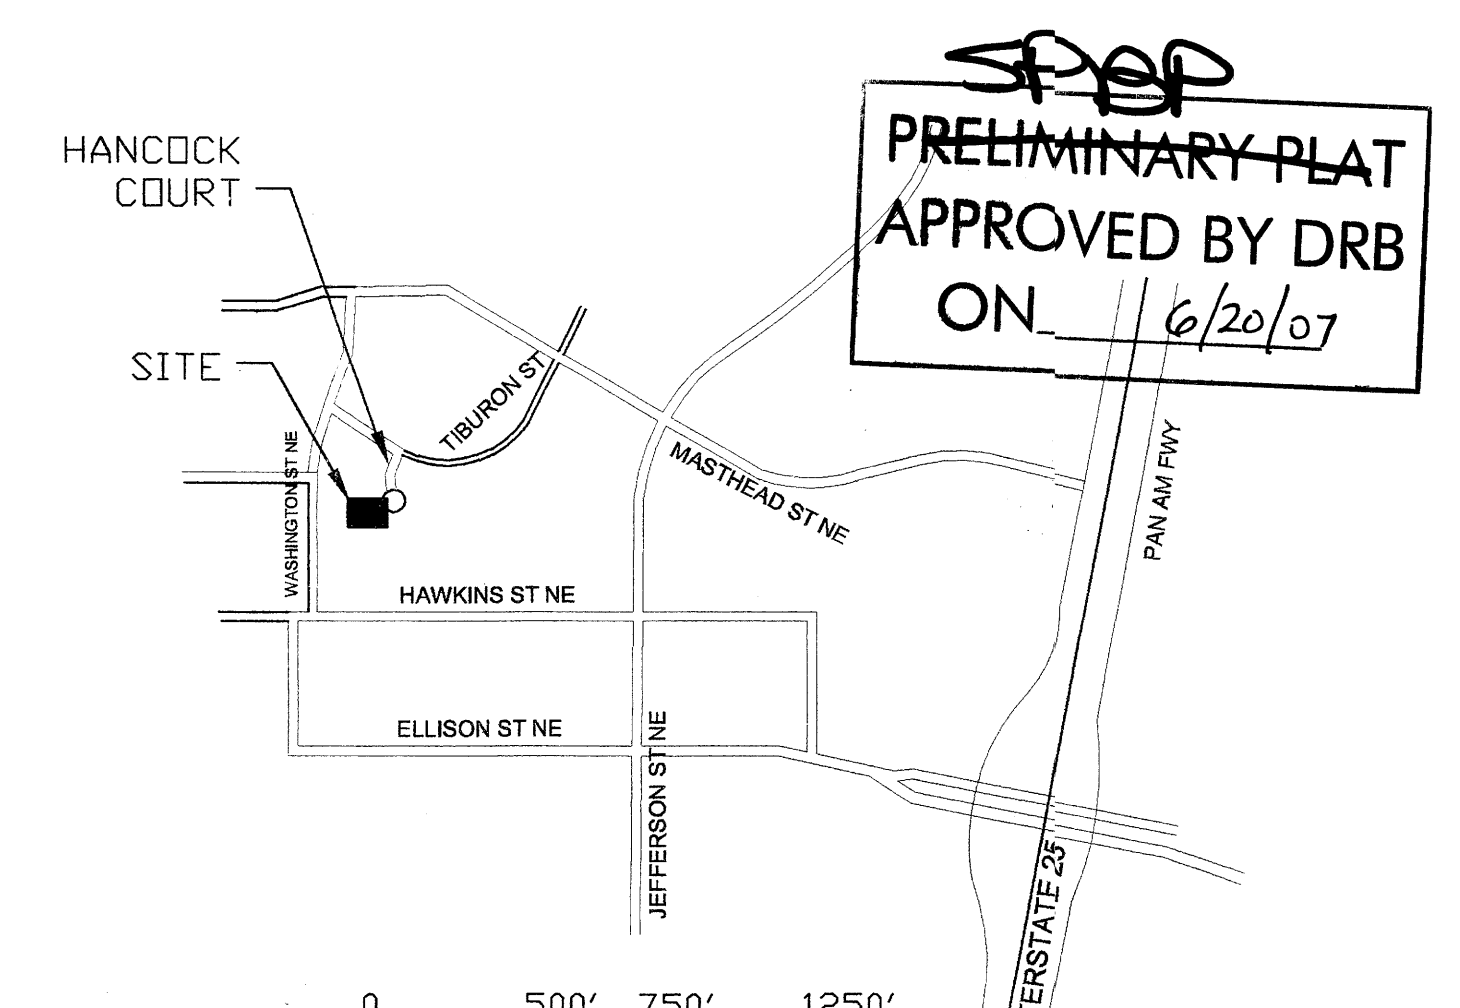 SPBP
PRELIMINARY PLAT
APPROVED BY DRB
ON 6/20/07
HANCOCK
COURT
SITE
TIBURON ST
WASHINGTON ST NE
MASTHEAD ST NE
PAN AM FWY
HAWKINS ST NE
ELLISON ST NE
JEFFERSON ST NE
TERSTATE 25
0 500' 750' 1250'